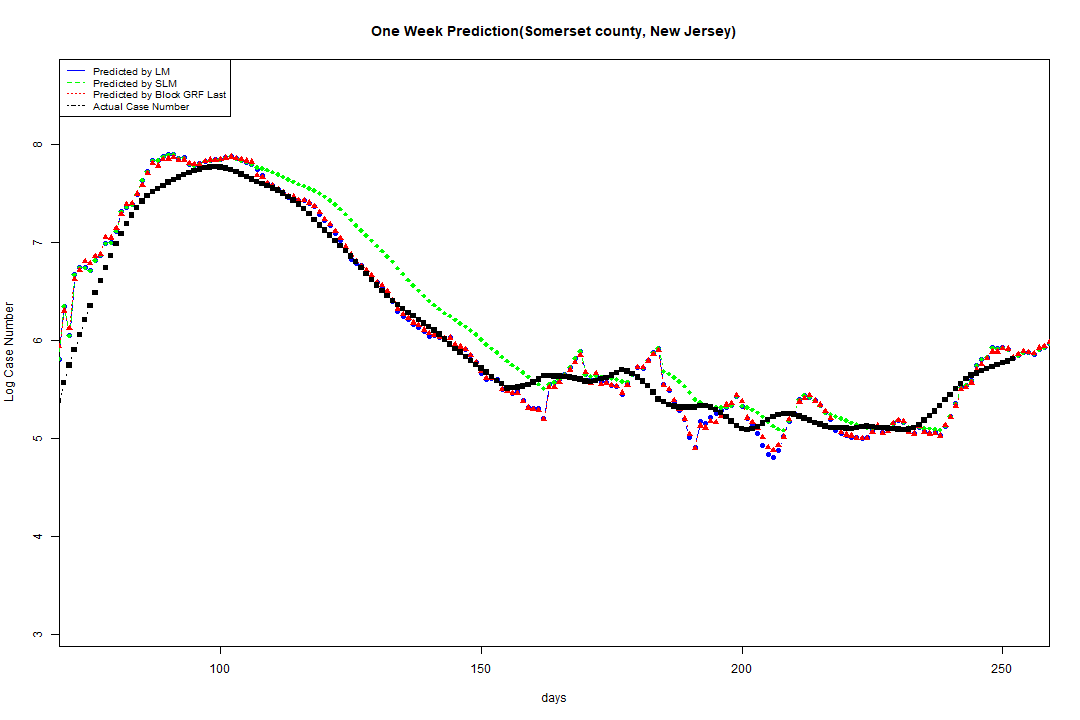 One Week Prediction(Somerset county, New Jersey)
Predicted by LM
Predicted by SLM
Predicted by Block GRF Last
Actual Case Number
8
7
6
5
4
3
Log Case Number
100 150 200 250
days